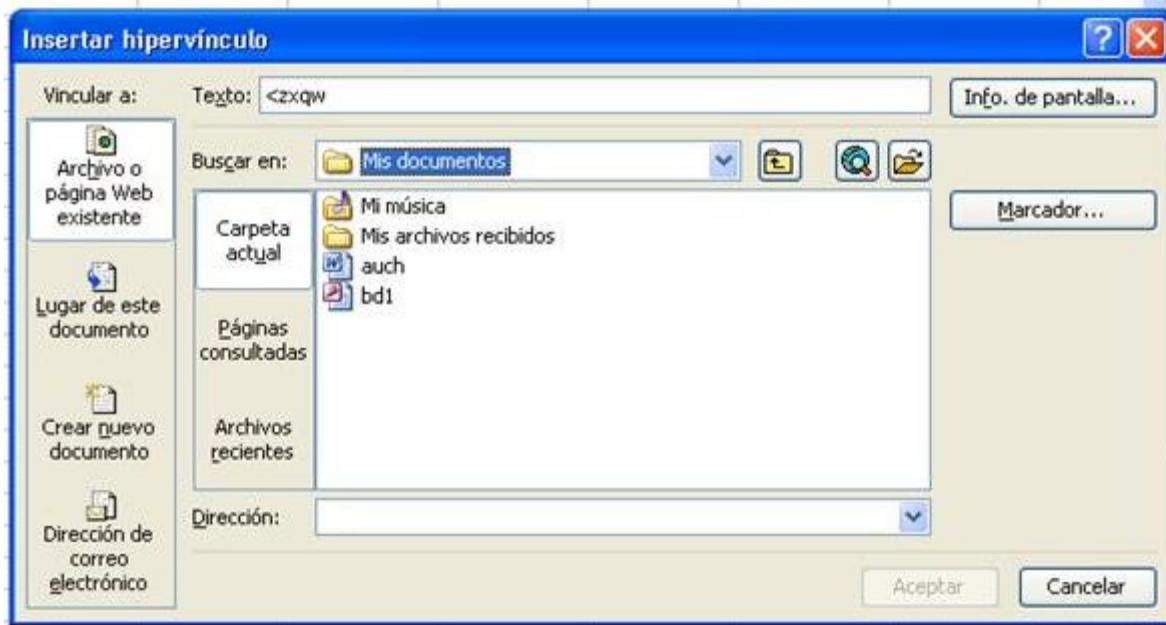 Insertar hipervínculo
Vincular a:
Texto: <zxqw
Info. de pantalla...
Archivo o
página Web
existente
Buscar en:
Mis documentos
Carpeta
actual
Mi música
Mis archivos recibidos
auch
bd1
Marcador...
Lugar de este
documento
Páginas
consultadas
Crear nuevo
documento
Archivos
recientes
Dirección de
correo
electrónico
Dirección:
Aceptar
Cancelar